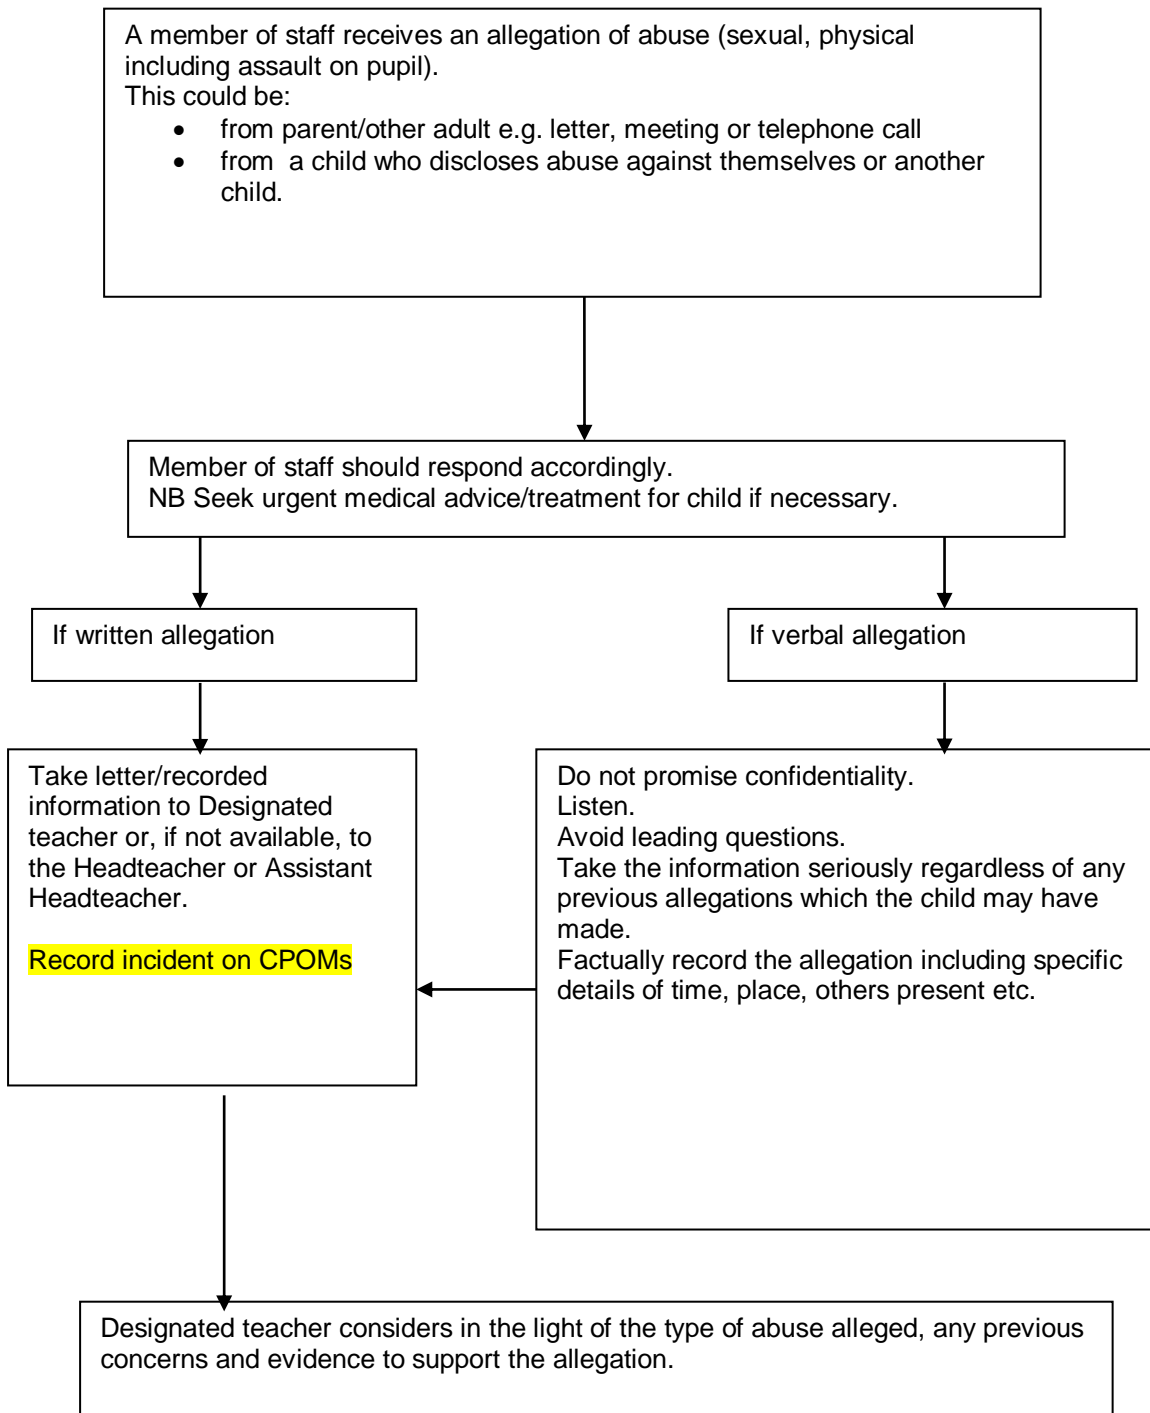 A member of staff receives an allegation of abuse (sexual, physical
including assault on pupil).
This could be:
• from parent/other adult e.g. letter, meeting or telephone call
• from  a child who discloses abuse against themselves or another
child.
Member of staff should respond accordingly.
NB Seek urgent medical advice/treatment for child if necessary.
If written allegation
If verbal allegation
Take letter/recorded
information to Designated
teacher or, if not available, to
the Headteacher or Assistant
Headteacher.
Record incident on CPOMs
Do not promise confidentiality.
Listen.
Avoid leading questions.
Take the information seriously regardless of any
previous allegations which the child may have
made.
Factually record the allegation including specific
details of time, place, others present etc.
Designated teacher considers in the light of the type of abuse alleged, any previous
concerns and evidence to support the allegation.